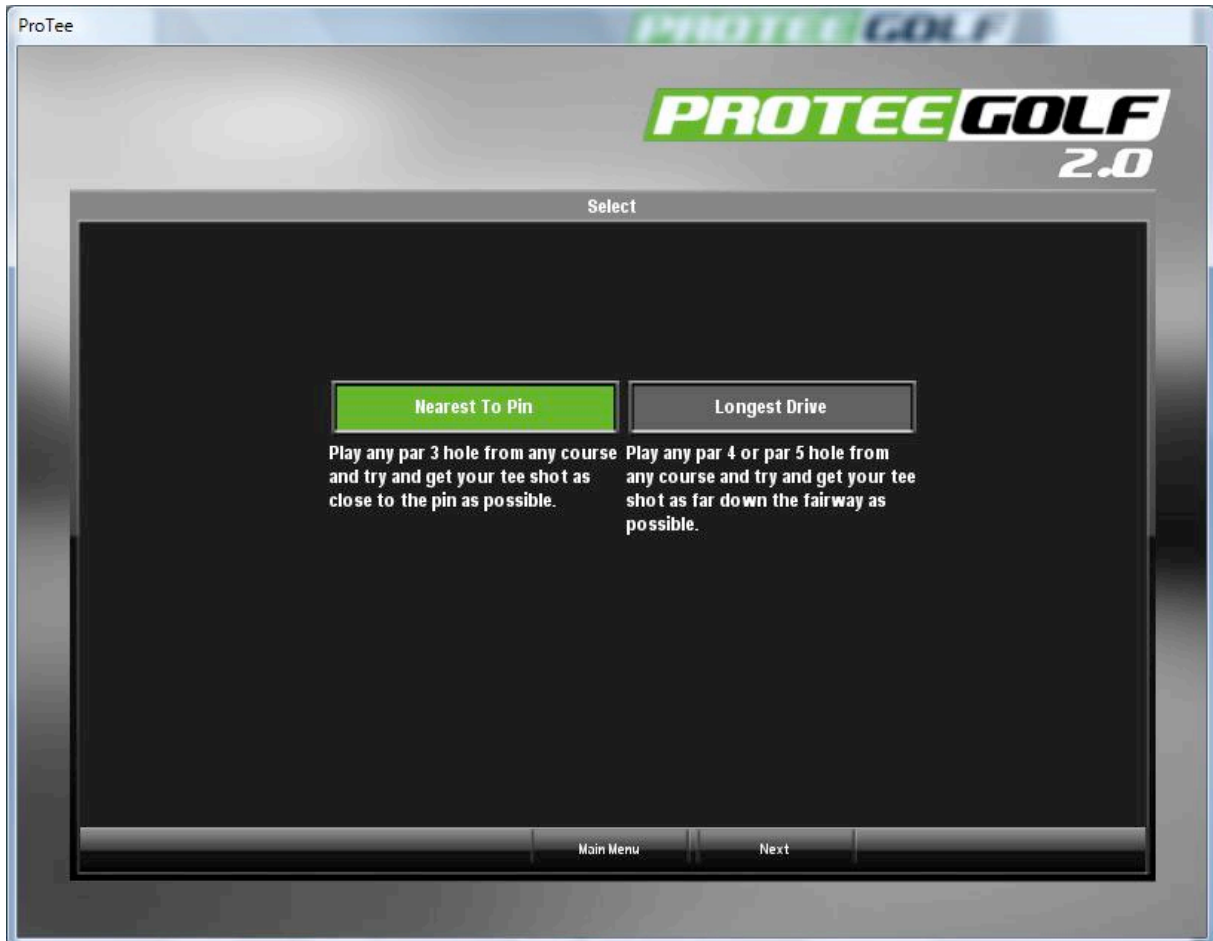 ProTee
PROTEE GOLF
PROTEE GOLF
2.0
Select
Nearest To Pin
Longest Drive
Play any par 3 hole from any course
and try and get your tee shot as
close to the pin as possible.
Play any par 4 or par 5 hole from
any course and try and get your tee
shot as far down the fairway as
possible.
Main Menu
Next